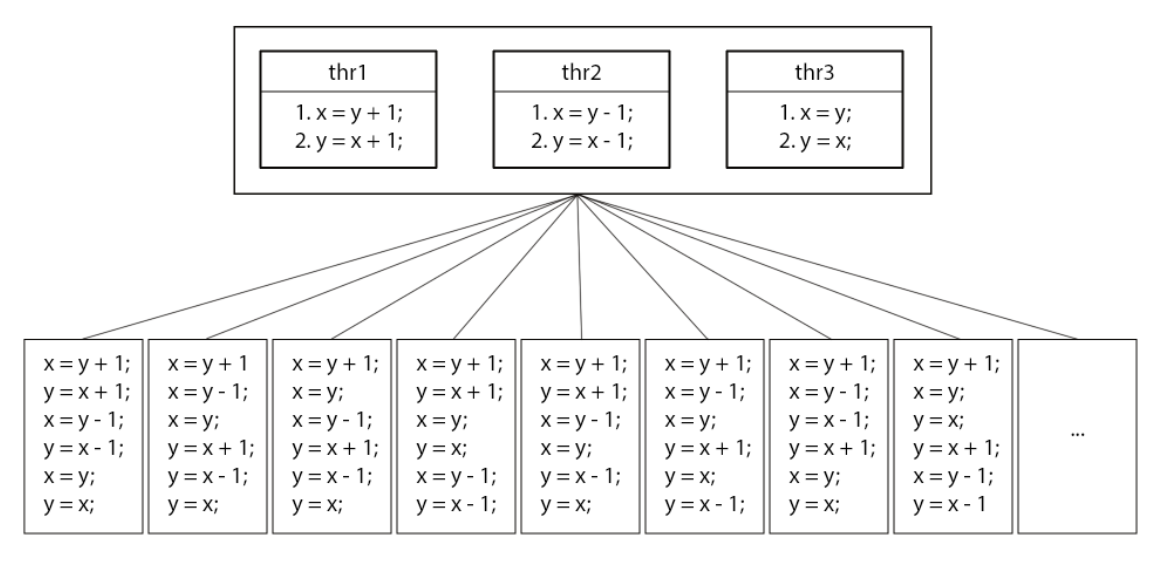 thr1
1. x = y + 1;
2. y = x + 1;
thr2
1. x = y - 1;
2. y = x - 1;
thr3
1. x = y;
2. y = x;
x = y + 1;
y = x + 1;
x = y - 1;
y = x - 1;
x = y;
y = x;
x = y + 1
x = y - 1;
x = y;
y = x + 1;
y = x - 1;
y = x;
x = y + 1;
x = y;
x = y - 1;
y = x + 1;
y = x - 1;
y = x;
x = y + 1;
y = x + 1;
x = y;
y = x;
x = y - 1;
y = x - 1;
x = y + 1;
y = x + 1;
x = y - 1;
x = y;
y = x - 1;
y = x;
x = y + 1;
x = y - 1;
x = y;
y = x + 1;
y = x;
y = x - 1;
x = y + 1;
x = y - 1;
y = x - 1;
y = x + 1;
x = y;
y = x;
x = y + 1;
x = y;
y = x;
y = x + 1;
x = y - 1;
y = x - 1
...